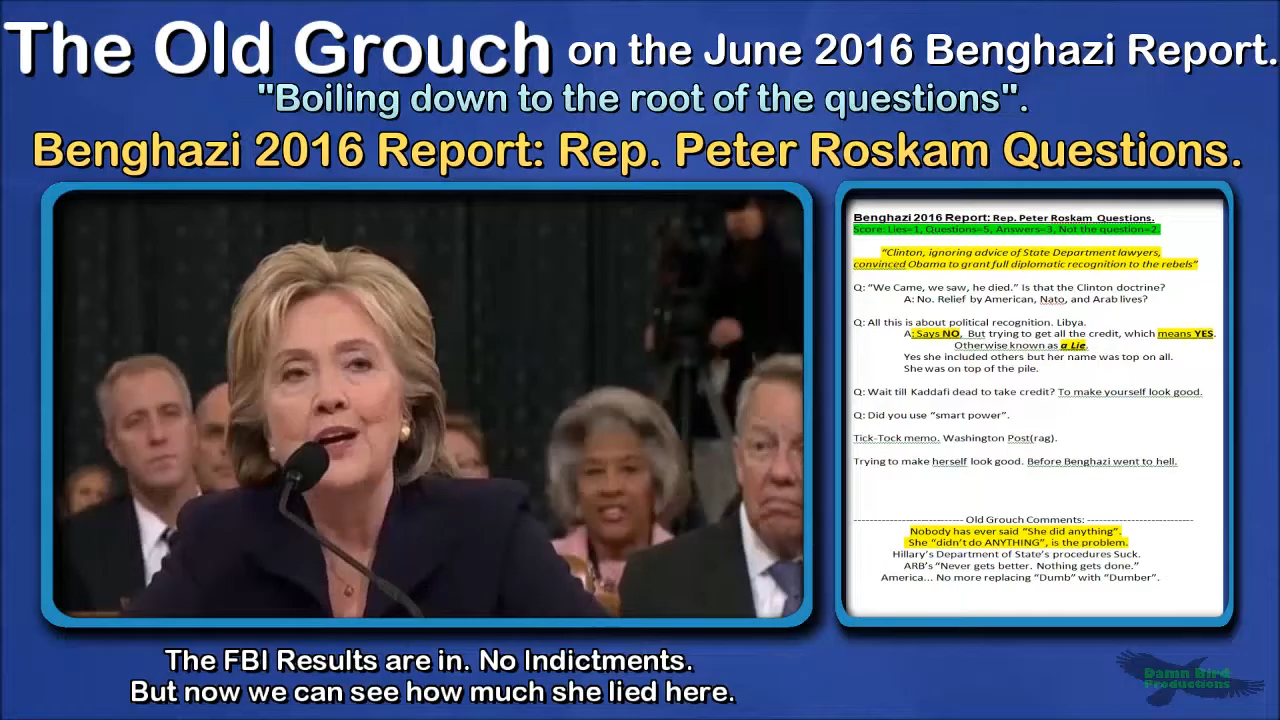 The Old Grouch on the June 2016 Benghazi Report.
"Boiling down to the root of the questions".
Benghazi 2016 Report: Rep. Peter Roskam Questions.
Benghazi 2016 Report: Rep. Peter Roskam Questions.
Score: Lies=1, Questions=5, Answers=3, Not the question=2.
“Clinton, ignoring advice of State Department lawyers,
convinced Obama to grant full diplomatic recognition to the rebels”
Q: “We Came, we saw, he died.” Is that the Clinton doctrine?
A: No. Relief by American, Nato, and Arab lives?
Q: All this is about political recognition. Libya.
A: Says NO, But trying to get all the credit, which means YES.
Otherwise known as a Lie.
Yes she included others but her name was top on all.
She was on top of the pile.
Q: Wait till Kaddafi dead to take credit? To make yourself look good.
Q: Did you use “smart power”.
Tick-Tock memo. Washington Post(rag).
Trying to make herself look good. Before Benghazi went to hell.
-------------------------- Old Grouch Comments: --------------------------
Nobody has ever said “She did anything”.
She “didn’t do ANYTHING”, is the problem.
Hillary’s Department of State’s procedures Suck.
ARB’s “Never gets better. Nothing gets done.”
America... No more replacing “Dumb” with “Dumber”.
The FBI Results are in. No Indictments.
But now we can see how much she lied here.
Damn Bird
Productions